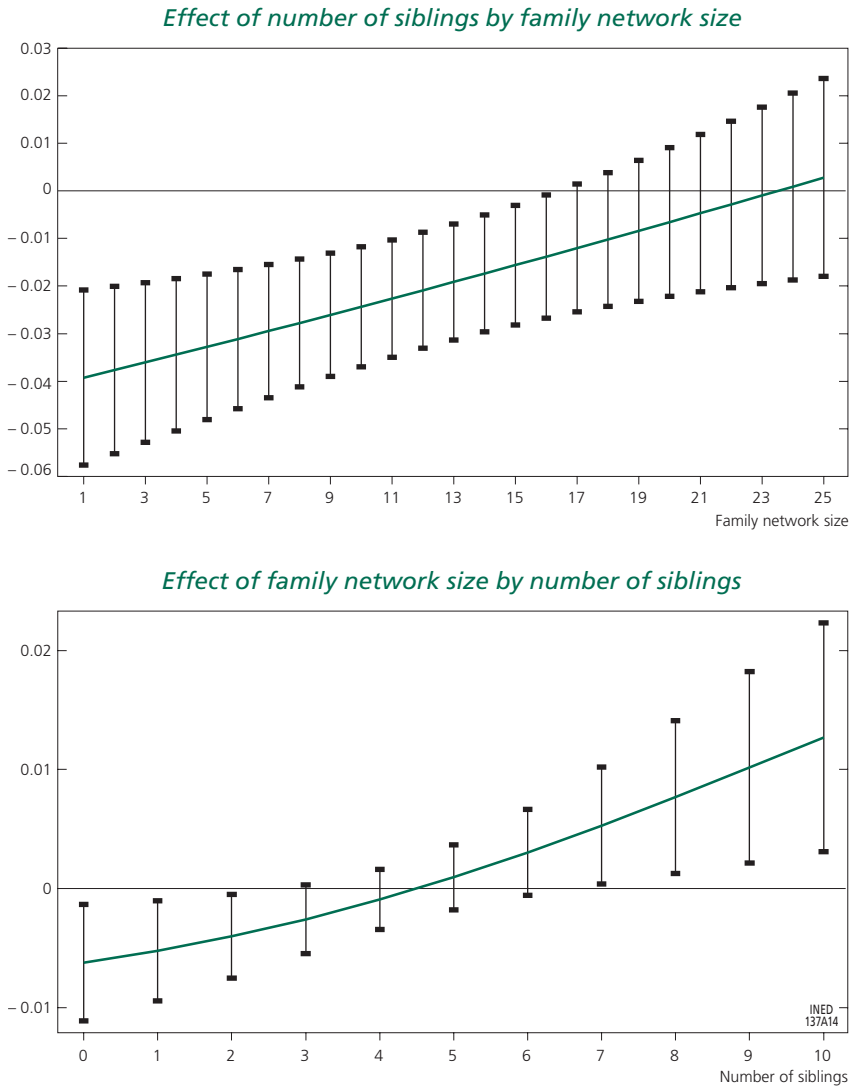 Effect of number of siblings by family network size
0.03
0.02
0.01
0
– 0.01
– 0.02
– 0.03
– 0.04
– 0.05
– 0.06
1 3 5 7 9 11 13 15 17 19 21 23 25
Family network size
Effect of family network size by number of siblings
0.02
0.01
0
– 0.01
INED
137A14
0 1 2 3 4 5 6 7 8 9 10
Number of siblings